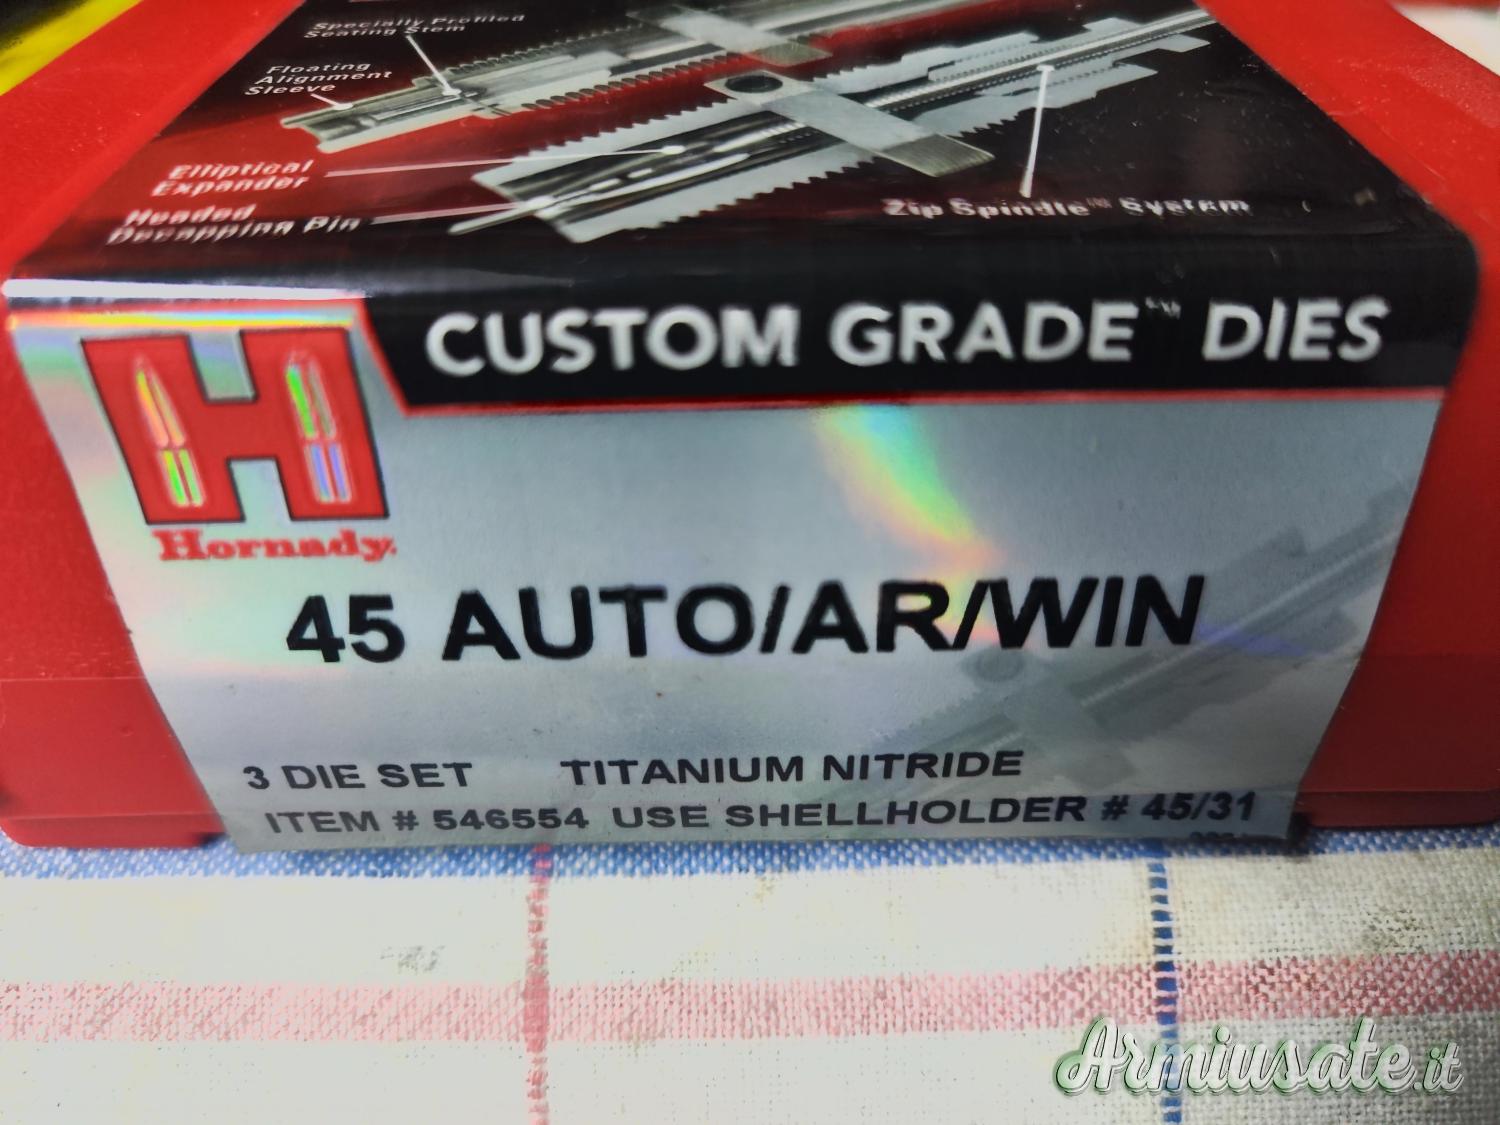 Specially Profiled
Seating Stem
Floating
Alignment
Sleeve
Elliptical
Expander
Headed
Decapping Pin
Zip Spindle™ System
CUSTOM GRADE™ DIES
H
Hornady
45 AUTO/AR/WIN
3 DIE SET TITANIUM NITRIDE
ITEM # 546554 USE SHELLHOLDER # 45/31
Armiusate.it